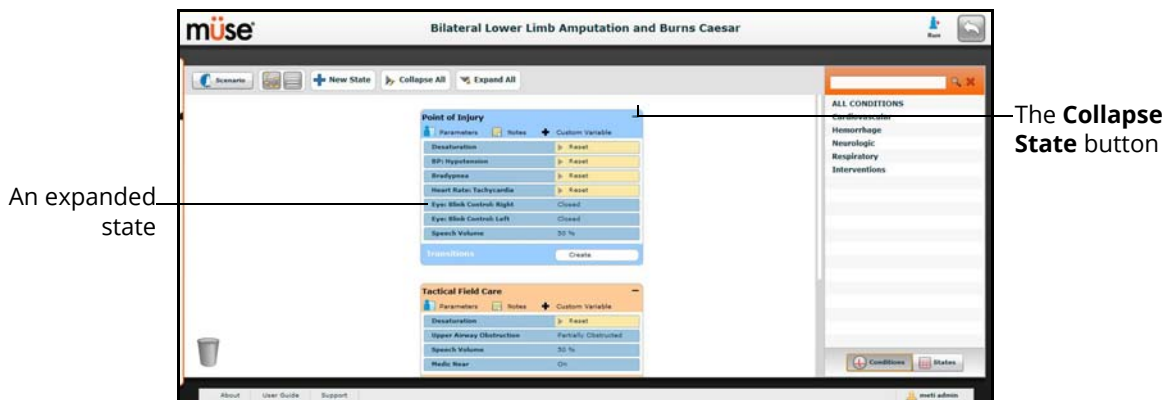 müse
Bilateral Lower Limb Amputation and Burns Caesar
Run
Scenario
New State
Collapse All
Expand All
Point of Injury
Parameters Notes Custom Variable
Desaturation Reset
BP: Hypotension Reset
Bradypnea Reset
Heart Rate: Tachycardia Reset
Eye: Blink Control: Right Closed
Eye: Blink Control: Left Closed
Speech Volume 50 %
Transitions Create
Tactical Field Care
Parameters Notes Custom Variable
Desaturation Reset
Upper Airway Obstruction Partially Obstructed
Speech Volume 50 %
Medic Near On
ALL CONDITIONS
Cardiovascular
Hemorrhage
Neurologic
Respiratory
Interventions
Conditions States
About User Guide Support
meti admin
An expanded
state
The Collapse
State button